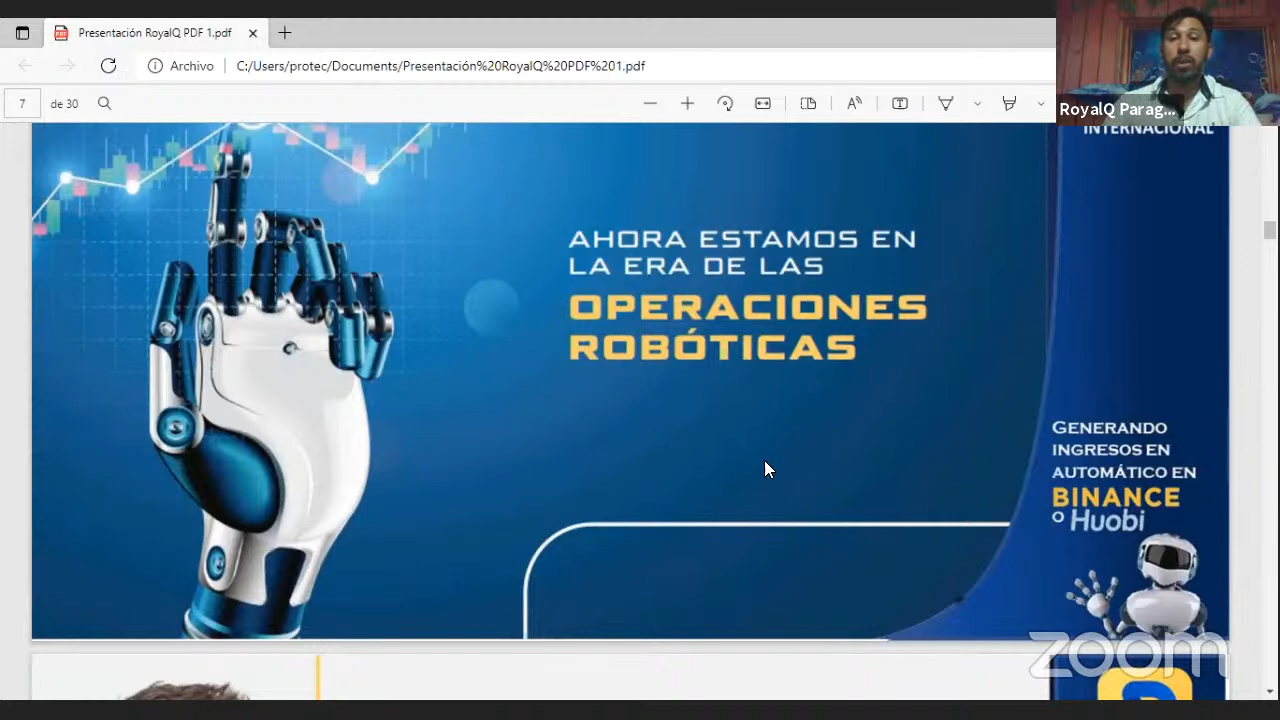 Presentación RoyalQ PDF 1.pdf
Archivo
C:/Users/protec/Documents/Presentación%20RoyalQ%20PDF%201.pdf
7
de 30
RoyalQ Parag...
INTERNACIONAL
AHORA ESTAMOS EN
LA ERA DE LAS
OPERACIONES
ROBÓTICAS
GENERANDO
INGRESOS EN
AUTOMÁTICO EN
BINANCE
O Huobi
zoom